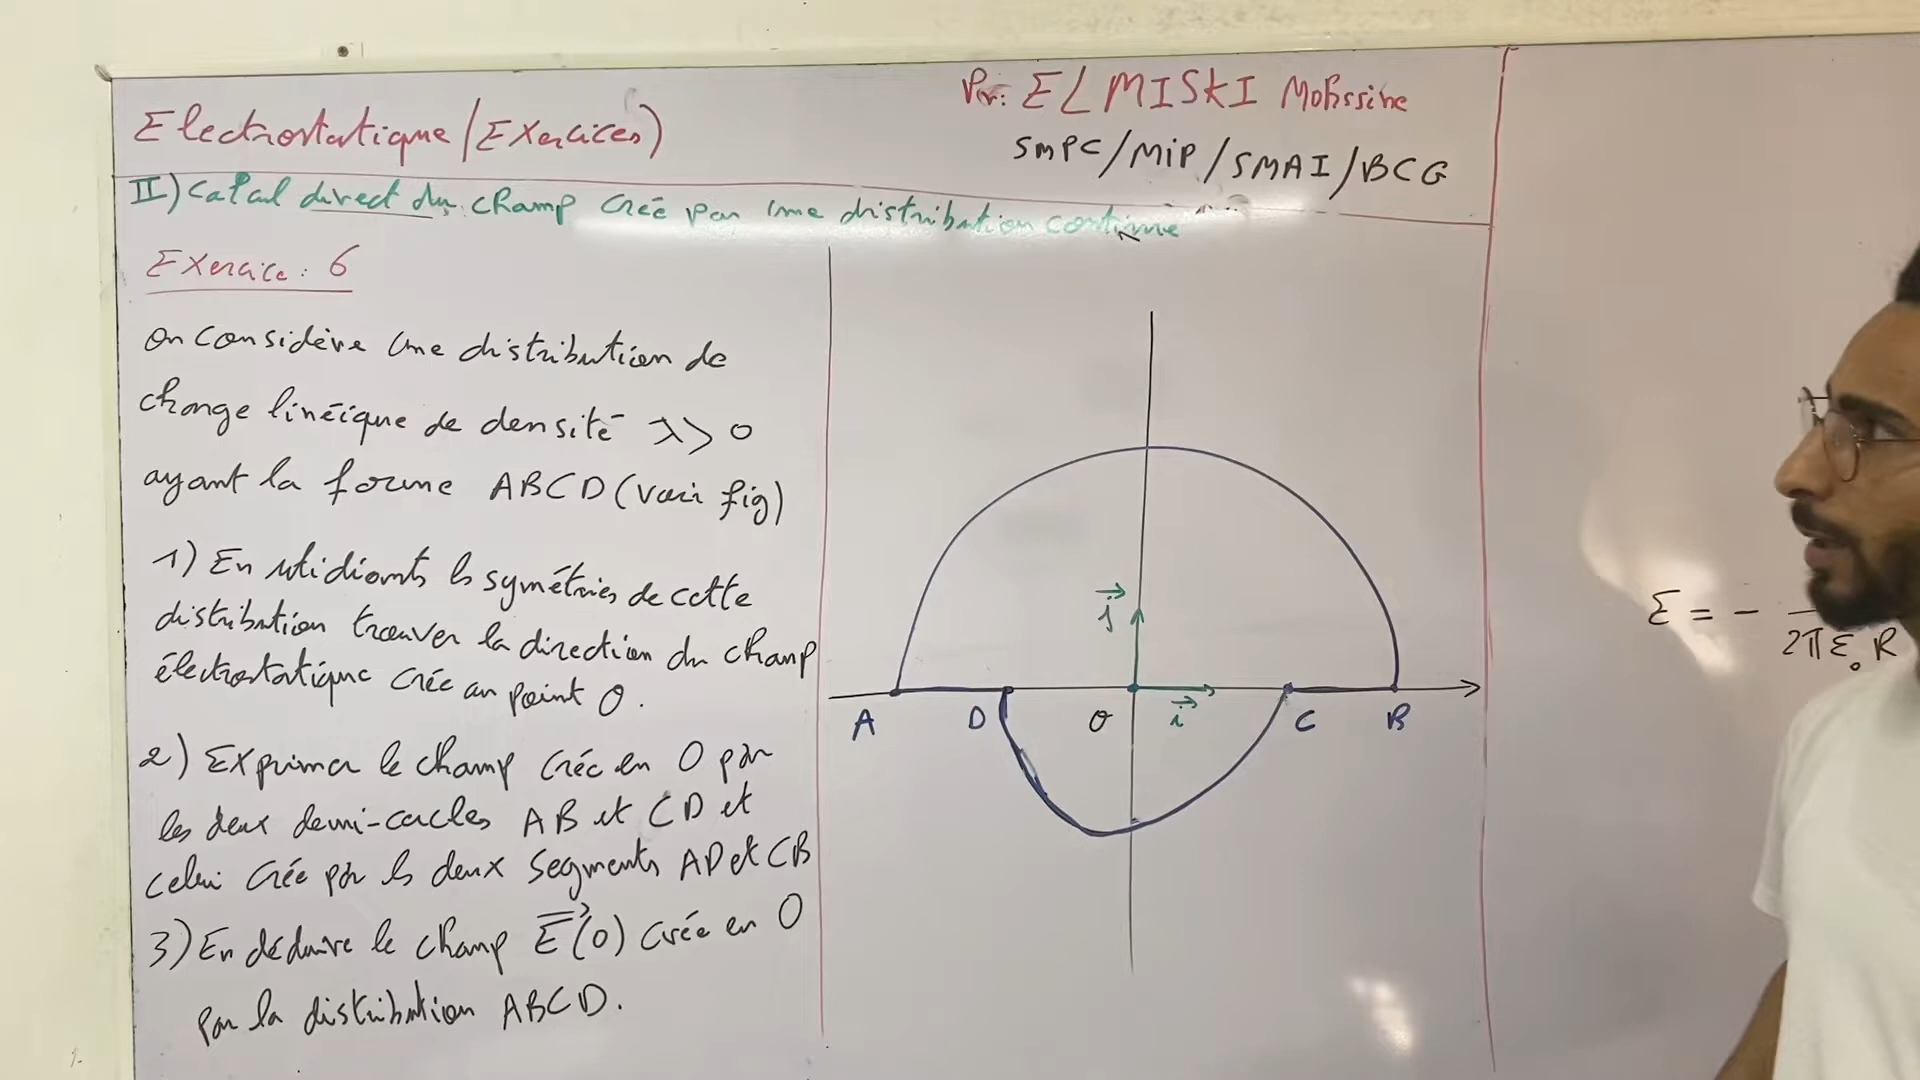 Electrostatique/(Exercices)
Par: ELMISKI Mohssine
SMPC/MIP/SMAI/BCG
II) Calcul direct du champ créé par une distribution continue
Exercice: 6
on considère une distribution de
charge linéique de densité λ>0
ayant la forme ABCD (voir fig)
1) En étudiants les symétries de cette
distribution trouver la direction du champ
électrostatique créé au point O.
2) Exprimer le champ créé en O par
les deux demi-cercles AB et CD et
celui créé par les deux segments AD et CB
3) En déduire le champ E⃗(O) créé en O
par la distribution ABCD.
j⃗
A D O i⃗ C B
E = -
2πε₀R